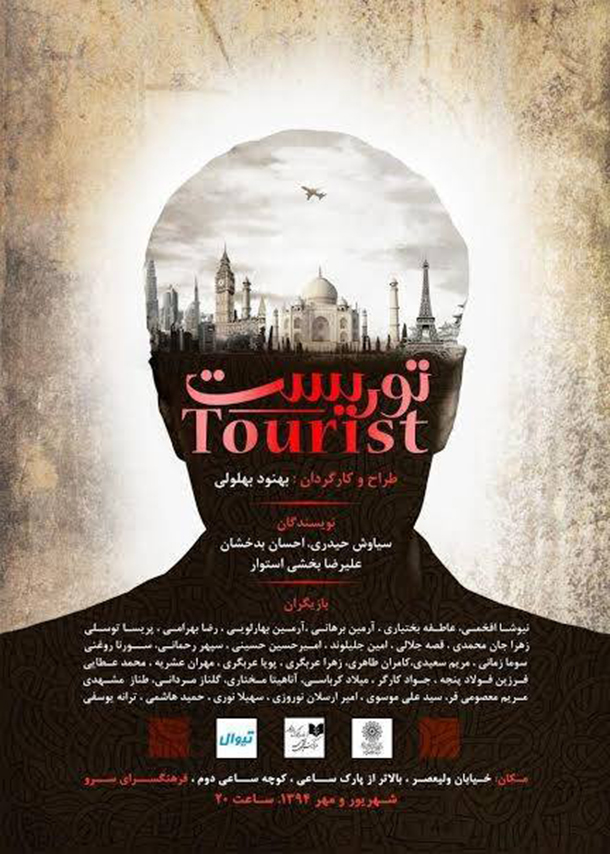 توریست
Tourist
طراح و کارگردان : بهنود بهلولی
نویسندگان
سیاوش حیدری، احسان بدخشان
علیرضا بخشی استوار
بازیگران
نیوشا افخمی، عاطفه بختیاری ، آرمین برهانی ، آرمسین بهارلویی ، رضا بهرامی ، پریسا توسلی
زهرا جان محمدی ، قصه جلالی ، امین جلیلوند ، امیرحسین حسینی ، سپهر رحمانی ، سورنا روغنی
سوما زمانی ، مریم سعیدی، کامران طاهری، زهرا عربگری ، پویا عربگری ، مهران عشریه ، محمد عطایی
فرزین فولاد پنجه ، جواد کارگر ، میلاد کرباسی، آناهیتا مختاری، گلناز مردانی، طناز مشهدی
مریم معصومی فر، سید علی موسوی ، امیر ارسلان نوروزی ، سهیلا نوری ، حمید هاشمی ، ترانه یوسفی
تیوال
مکان: خیابان ولیعصر ، بالاتر از پارک ساعی ، کوچه ساعی دوم ، فرهنگسرای سرو
شهریور و مهر ۱۳۹۴، ساعت ۲۰